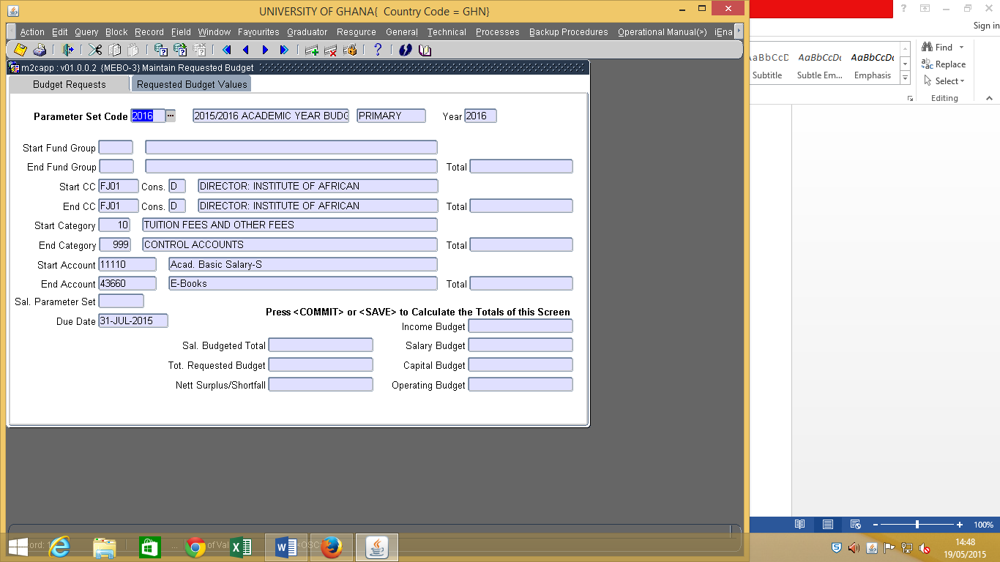 UNIVERSITY OF GHANA{ Country Code = GHN}
Action Edit Query Block Record Field Window Favourites Graduator Resource General Technical Processes Backup Procedures Operational Manual(>) iEna
m2capp : v01.0.0.2 {MEBO-3} Maintain Requested Budget
Budget Requests Requested Budget Values
Parameter Set Code 2016 ... 2015/2016 ACADEMIC YEAR BUDG PRIMARY Year 2016
Start Fund Group
End Fund Group Total
Start CC FJ01 Cons. D DIRECTOR: INSTITUTE OF AFRICAN
End CC FJ01 Cons. D DIRECTOR: INSTITUTE OF AFRICAN Total
Start Category 10 TUITION FEES AND OTHER FEES
End Category 999 CONTROL ACCOUNTS Total
Start Account 11110 Acad. Basic Salary-S
End Account 43660 E-Books Total
Sal. Parameter Set
Press <COMMIT> or <SAVE> to Calculate the Totals of this Screen
Due Date 31-JUL-2015
Income Budget
Sal. Budgeted Total Salary Budget
Tot. Requested Budget Capital Budget
Nett Surplus/Shortfall Operating Budget
Sign in
AaBbCcD AaBbCcDc AaBbCcDc
Subtitle Subtle Em... Emphasis
Find
Replace
Select
Editing
100%
ord: 1 ... of Val <OSC
14:48
19/05/2015